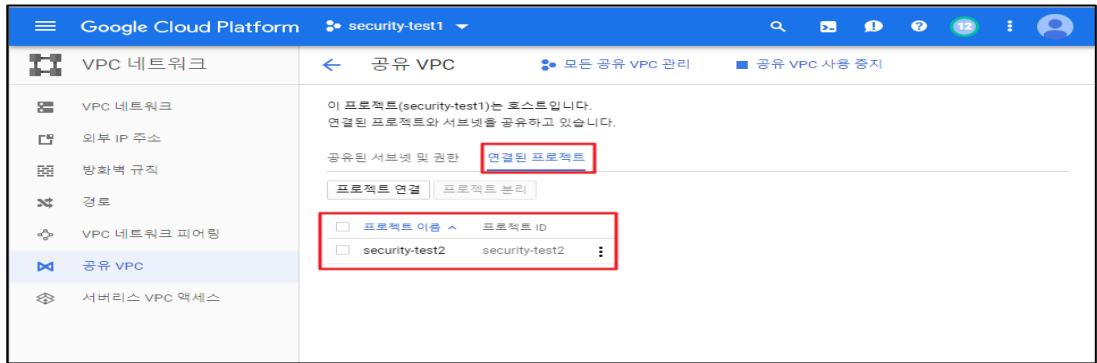 Google Cloud Platform security-test1 12
VPC 네트워크
공유 VPC 모든 공유 VPC 관리 공유 VPC 사용 중지
VPC 네트워크
외부 IP 주소
방화벽 규칙
경로
VPC 네트워크 피어링
공유 VPC
서버리스 VPC 액세스
이 프로젝트(security-test1)는 호스트입니다.
연결된 프로젝트와 서브넷을 공유하고 있습니다.
공유된 서브넷 및 권한 연결된 프로젝트
프로젝트 연결 프로젝트 분리
프로젝트 이름 프로젝트 ID
security-test2 security-test2